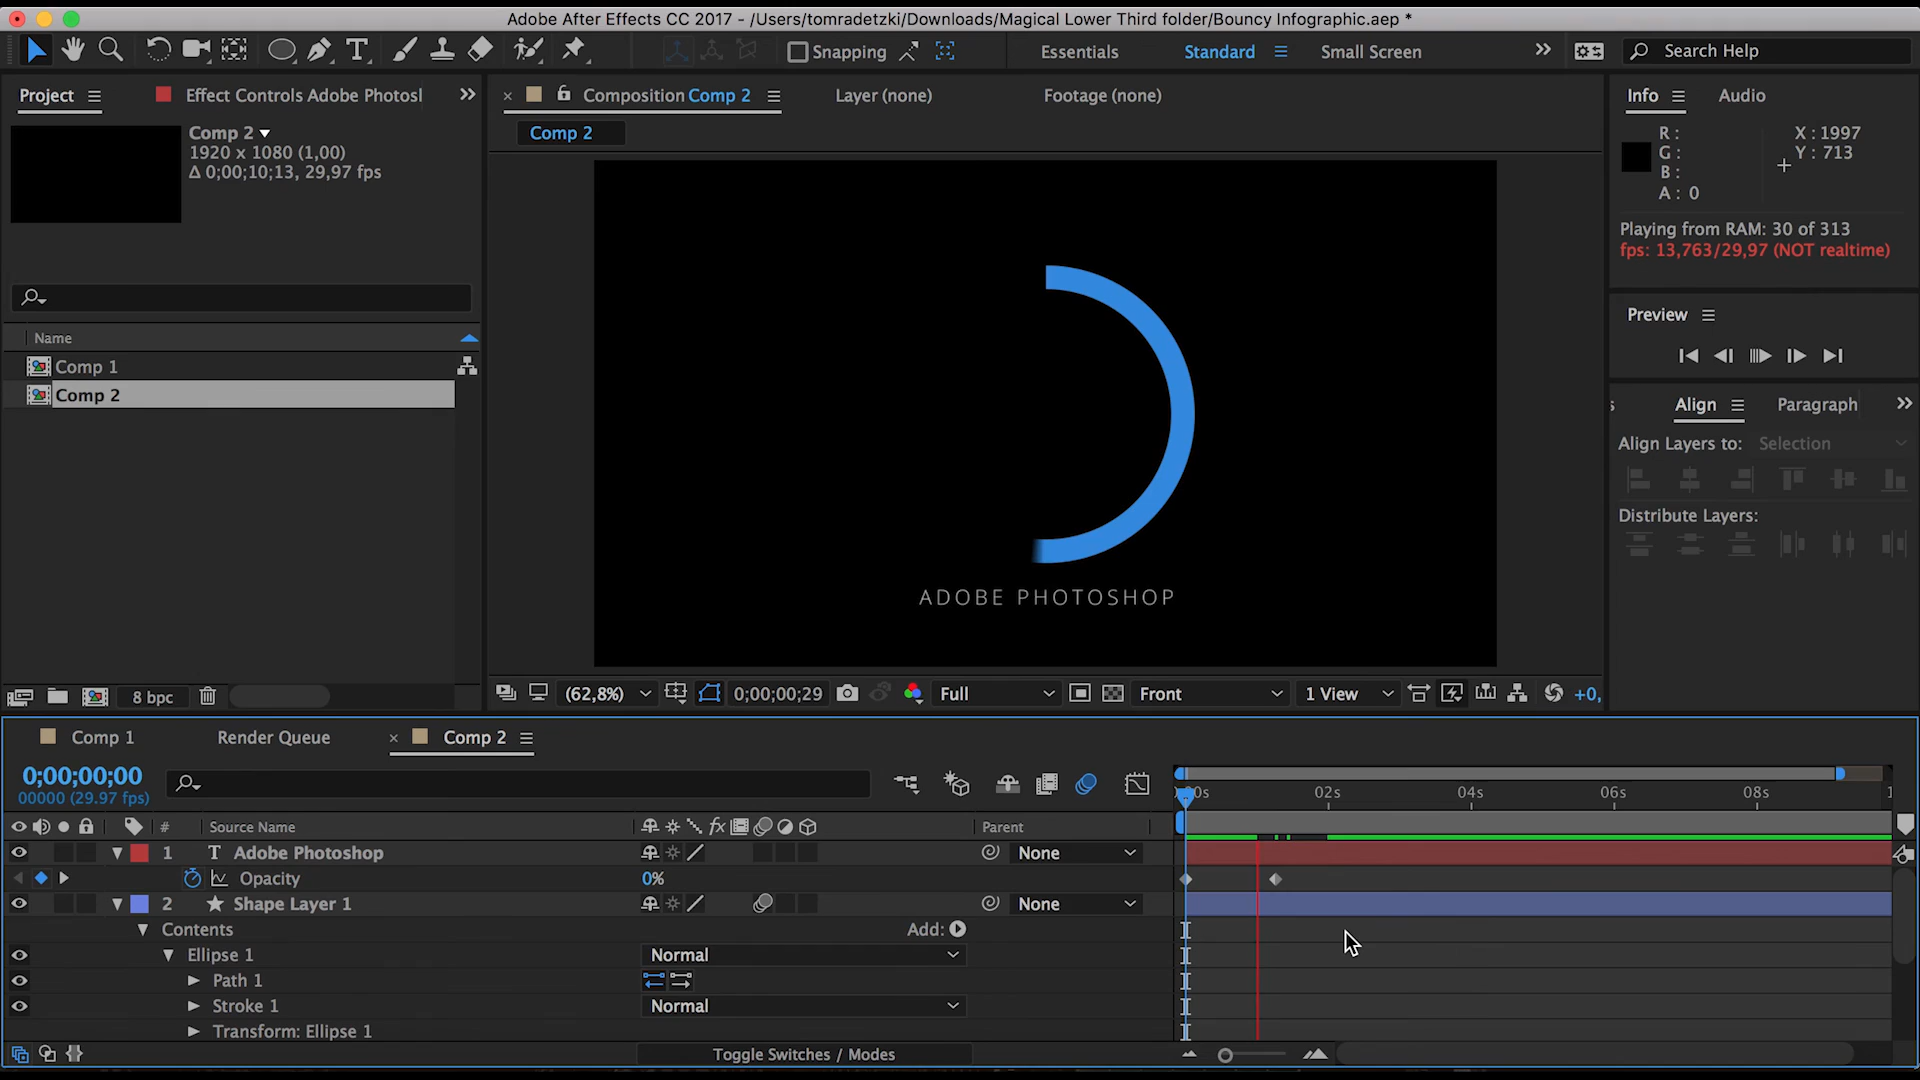 Adobe After Effects CC 2017 - /Users/tomradetzki/Downloads/Magical Lower Third folder/Bouncy Infographic.aep *
Snapping
Essentials
Standard
Small Screen
Search Help
Project
Effect Controls Adobe Photosl
Composition Comp 2
Layer (none)
Footage (none)
Info
Audio
Comp 2
1920 x 1080 (1,00)
Δ 0;00;10;13, 29,97 fps
Comp 2
R :
G :
B :
A : 0
X : 1997
Y : 713
Playing from RAM: 30 of 313
fps: 13,763/29,97 (NOT realtime)
Preview
Name
Comp 1
Comp 2
Align
Paragraph
Align Layers to:
Selection
Distribute Layers:
ADOBE PHOTOSHOP
8 bpc
(62,8%)
0;00;00;29
Full
Front
1 View
+0,
Comp 1
Render Queue
Comp 2
0;00;00;00
00000 (29.97 fps)
:00s
02s
04s
06s
08s
1
#
Source Name
fx
Parent
1
T
Adobe Photoshop
None
Opacity
0%
2
Shape Layer 1
None
Contents
Add:
Ellipse 1
Normal
Path 1
Stroke 1
Normal
Transform: Ellipse 1
Toggle Switches / Modes